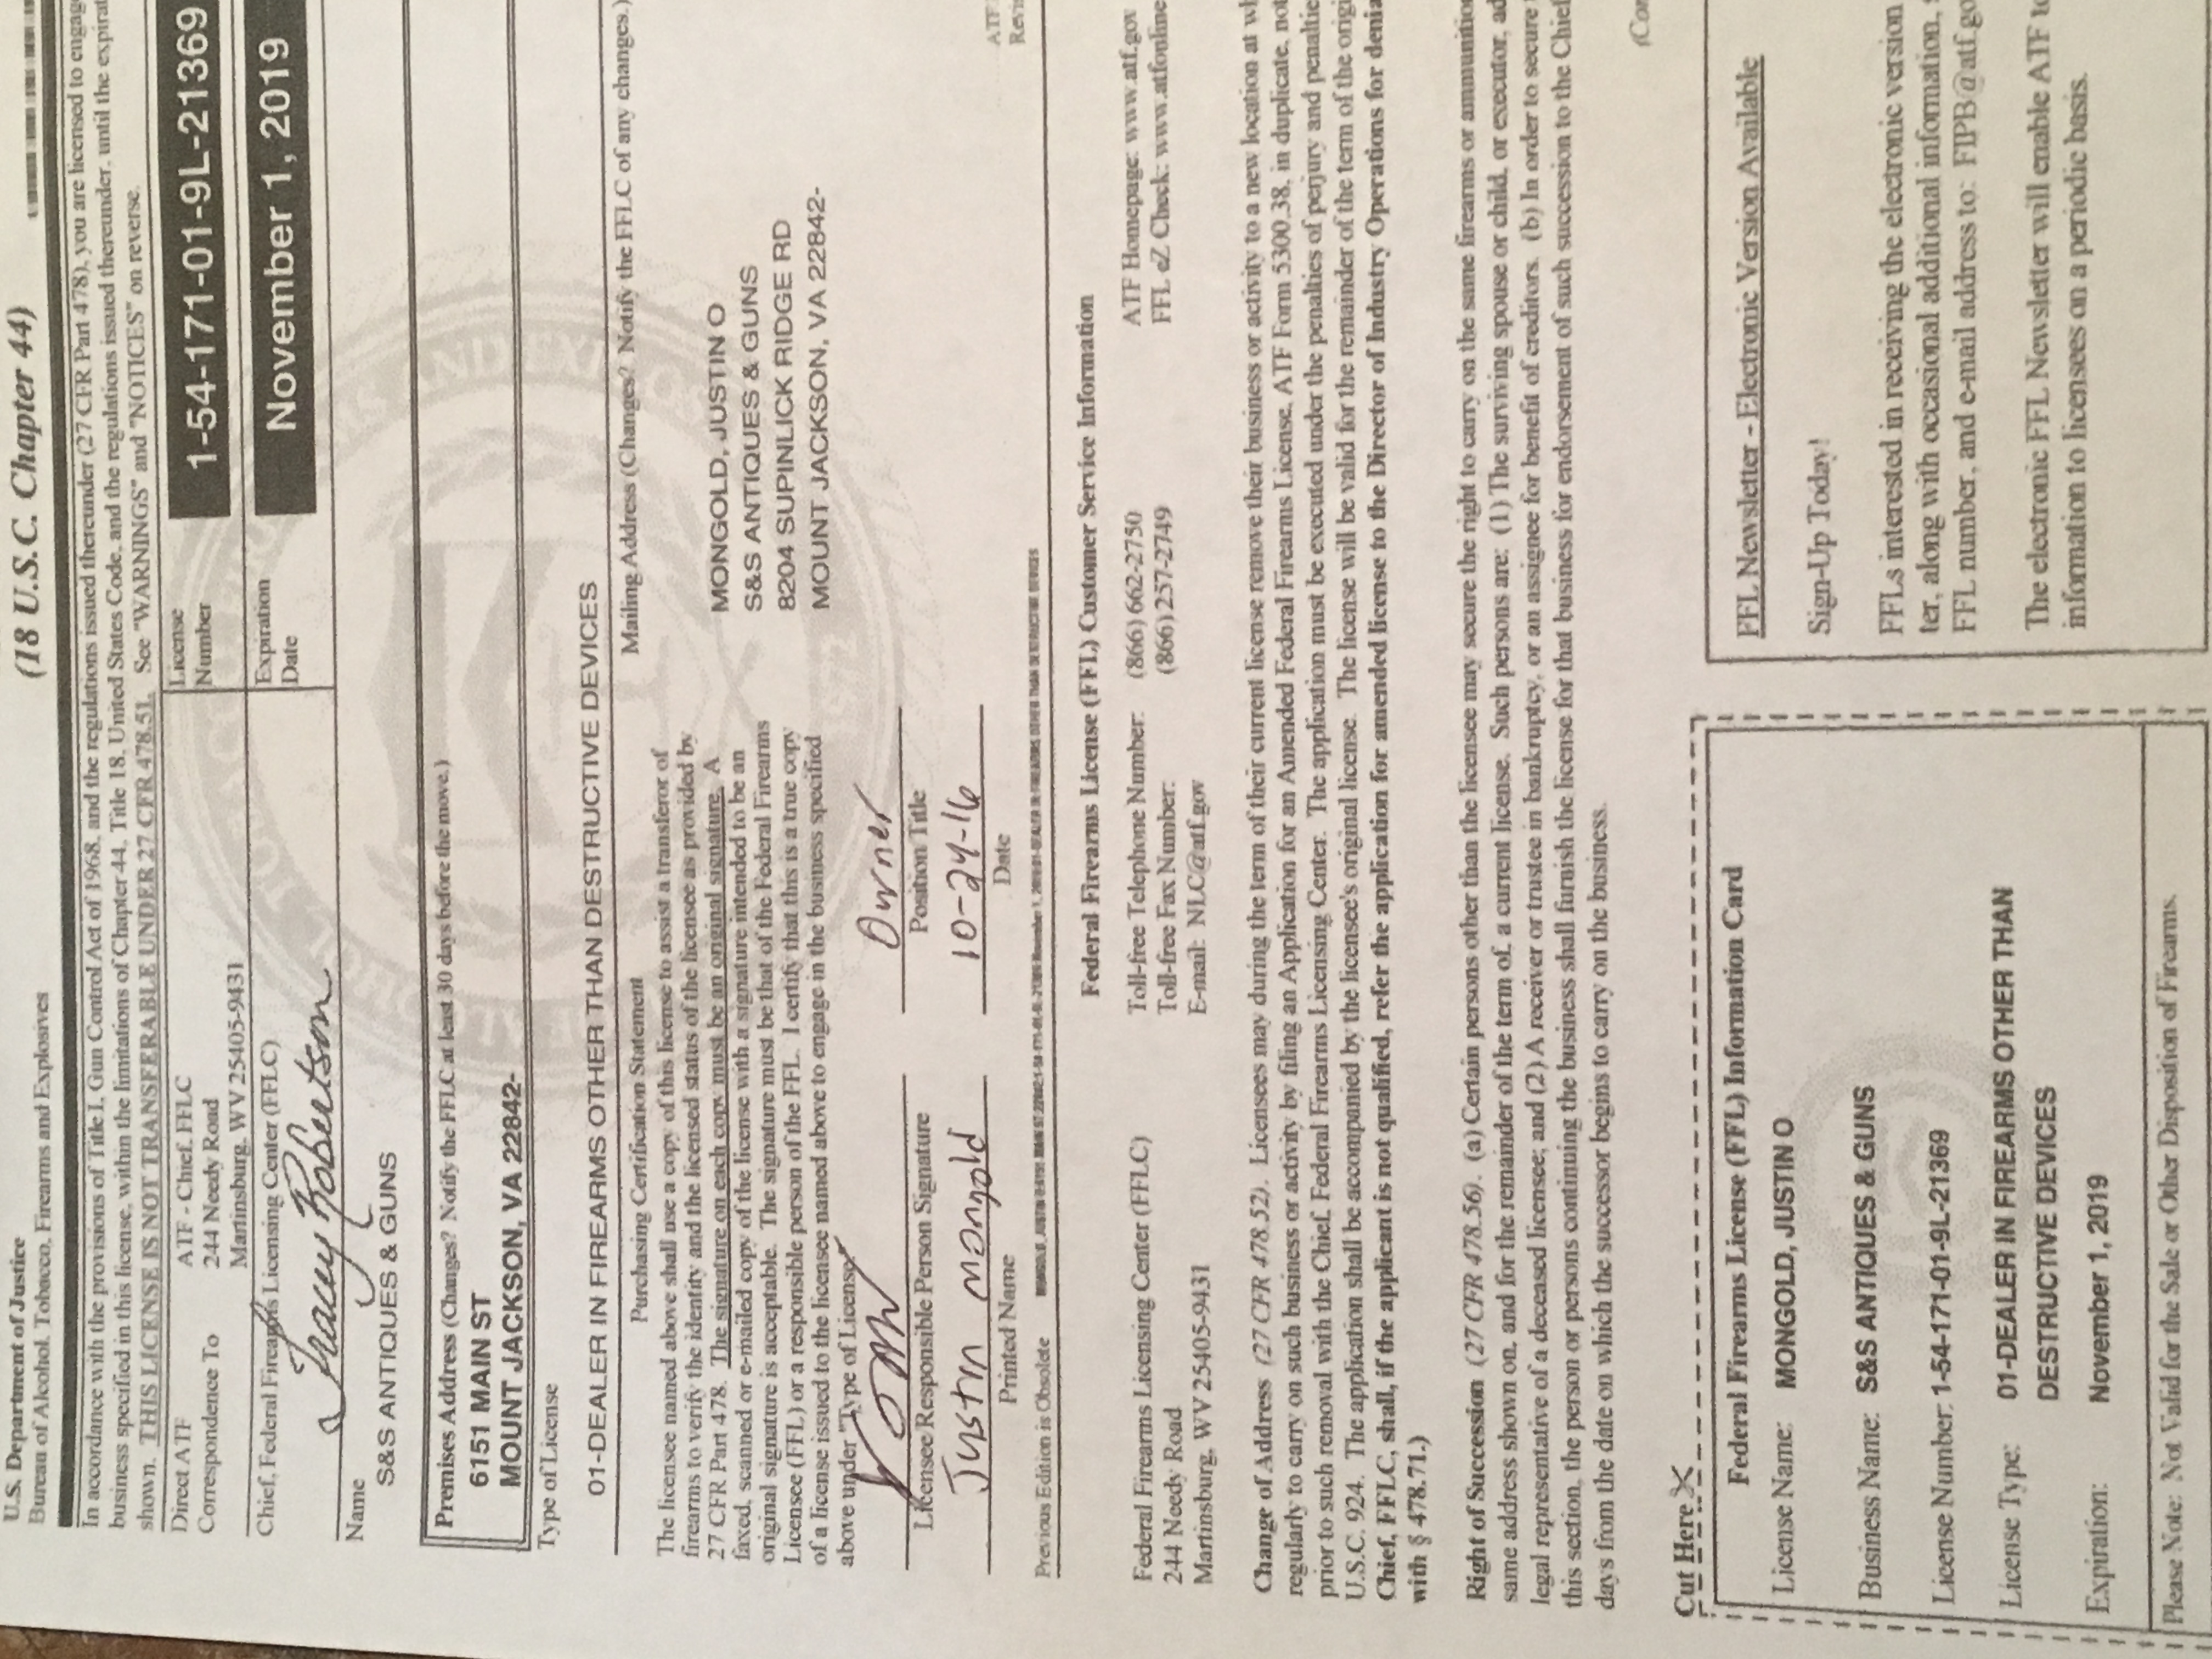 (18 U.S.C. Chapter 44)
U.S. Department of Justice
Bureau of Alcohol, Tobacco, Firearms and Explosives
In accordance with the provisions of Title I, Gun Control Act of 1968, and the regulations issued thereunder (27 CFR Part 478), you are licensed to engag
business specified in this license, within the limitations of Chapter 44, Title 18, United States Code, and the regulations issued thereunder, until the expirat
shown. THIS LICENSE IS NOT TRANSFERABLE UNDER 27 CFR 478.51. See "WARNINGS" and "NOTICES" on reverse.
Direct ATF
Correspondence To
ATF - Chief, FFLC
244 Needy Road
Martinsburg, WV 25405-9431
License
Number
1-54-171-01-9L-21369
Chief, Federal Firearms Licensing Center (FFLC)
Tracey Robertson
Expiration
Date
November 1, 2019
Name
S&S ANTIQUES & GUNS
Premises Address (Changes? Notify the FFLC at least 30 days before the move.)
6151 MAIN ST
MOUNT JACKSON, VA 22842-
Type of License
01-DEALER IN FIREARMS OTHER THAN DESTRUCTIVE DEVICES
Purchasing Certification Statement
The licensee named above shall use a copy of this license to assist a transferor of
firearms to verify the identity and the licensed status of the licensee as provided by
27 CFR Part 478. The signature on each copy must be an original signature. A
faxed, scanned or e-mailed copy of the license with a signature intended to be an
original signature is acceptable. The signature must be that of the Federal Firearms
Licensee (FFL) or a responsible person of the FFL. I certify that this is a true copy
of a license issued to the licensee named above to engage in the business specified
above under "Type of License"
Owner
Licensee/Responsible Person Signature
Position Title
Justin Mongold
10-24-16
Printed Name
Date
Mailing Address (Changes? Notify the FFLC of any changes.)
MONGOLD, JUSTIN O
S&S ANTIQUES & GUNS
8204 SUPINLICK RIDGE RD
MOUNT JACKSON, VA 22842-
Previous Edition is Obsolete
ATF
Revi
Federal Firearms License (FFL) Customer Service Information
Federal Firearms Licensing Center (FFLC)
244 Needy Road
Martinsburg, WV 25405-9431
Toll-free Telephone Number: (866) 662-2750
Toll-free Fax Number: (866) 257-2749
E-mail: NLC@atf.gov
ATF Homepage: www.atf.gov
FFL eZ Check: www.atfonline
Change of Address (27 CFR 478.52). Licensees may during the term of their current license remove their business or activity to a new location at wh
regularly to carry on such business or activity by filing an Application for an Amended Federal Firearms License, ATF Form 5300.38, in duplicate, not
prior to such removal with the Chief, Federal Firearms Licensing Center. The application must be executed under the penalties of perjury and penaltie
U.S.C. 924. The application shall be accompanied by the licensee's original license. The license will be valid for the remainder of the term of the origi
Chief, FFLC, shall, if the applicant is not qualified, refer the application for amended license to the Director of Industry Operations for denia
with § 478.71.)
Right of Succession (27 CFR 478.56). (a) Certain persons other than the licensee may secure the right to carry on the same firearms or ammunitio
same address shown on, and for the remainder of the term of, a current license. Such persons are: (1) The surviving spouse or child, or executor, ad
legal representative of a deceased licensee; and (2) A receiver or trustee in bankruptcy, or an assignee for benefit of creditors. (b) In order to secure
this section, the person or persons continuing the business shall furnish the license for that business for endorsement of such succession to the Chief
days from the date on which the successor begins to carry on the business.
(Con
Cut Here
Federal Firearms License (FFL) Information Card
License Name: MONGOLD, JUSTIN O
Business Name: S&S ANTIQUES & GUNS
License Number: 1-54-171-01-9L-21369
License Type: 01-DEALER IN FIREARMS OTHER THAN
DESTRUCTIVE DEVICES
Expiration: November 1, 2019
Please Note: Not Valid for the Sale or Other Disposition of Firearms.
FFL Newsletter - Electronic Version Available
Sign-Up Today!
FFLs interested in receiving the electronic version
ter, along with occasional additional information, s
FFL number, and e-mail address to: FIPB@atf.go
The electronic FFL Newsletter will enable ATF to
information to licensees on a periodic basis.